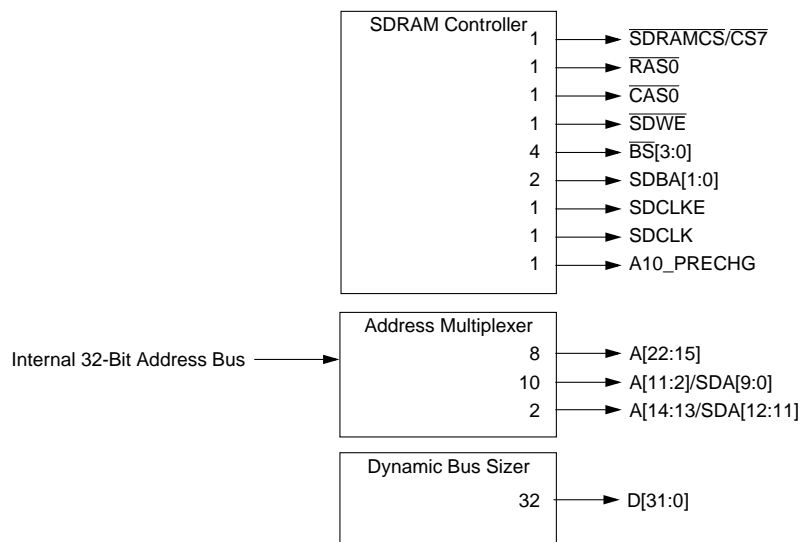 SDRAM Controller
1 SDRAMCS/CS7
1 RAS0
1 CAS0
1 SDWE
4 BS[3:0]
2 SDBA[1:0]
1 SDCLKE
1 SDCLK
1 A10_PRECHG
Address Multiplexer
Internal 32-Bit Address Bus
8 A[22:15]
10 A[11:2]/SDA[9:0]
2 A[14:13/SDA[12:11]
Dynamic Bus Sizer
32 D[31:0]